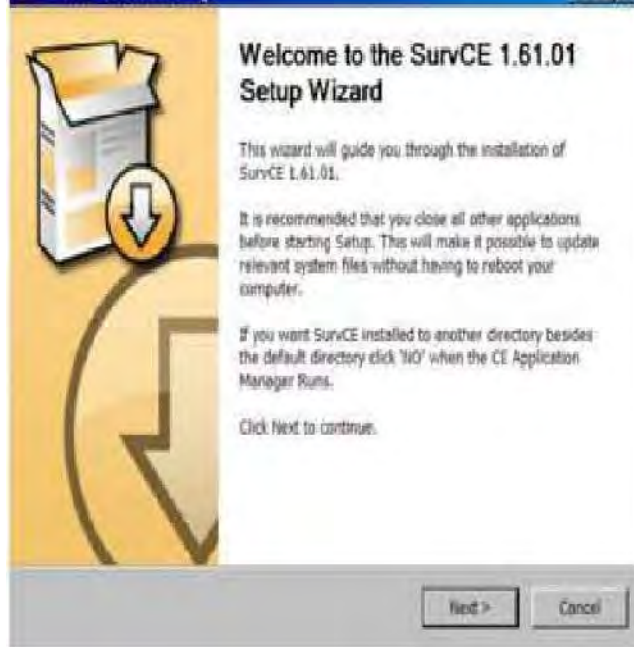 Welcome to the SurvCE 1.61.01
Setup Wizard
This wizard will guide you through the installation of
SurvCE 1.61.01.
It is recommended that you close all other applications
before starting Setup. This will make it possible to update
relevant system files without having to reboot your
computer.
If you want SurvCE installed to another directory besides
the default directory click 'NO' when the CE Application
Manager Runs.
Click Next to continue.
Next >
Cancel